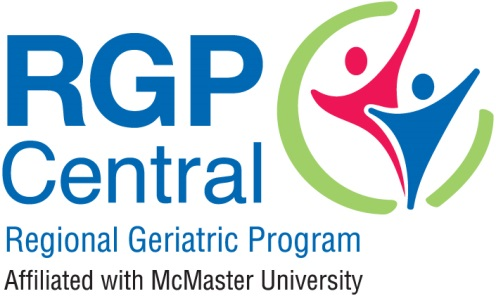 RGP
Central
Regional Geriatric Program
Affiliated with McMaster University